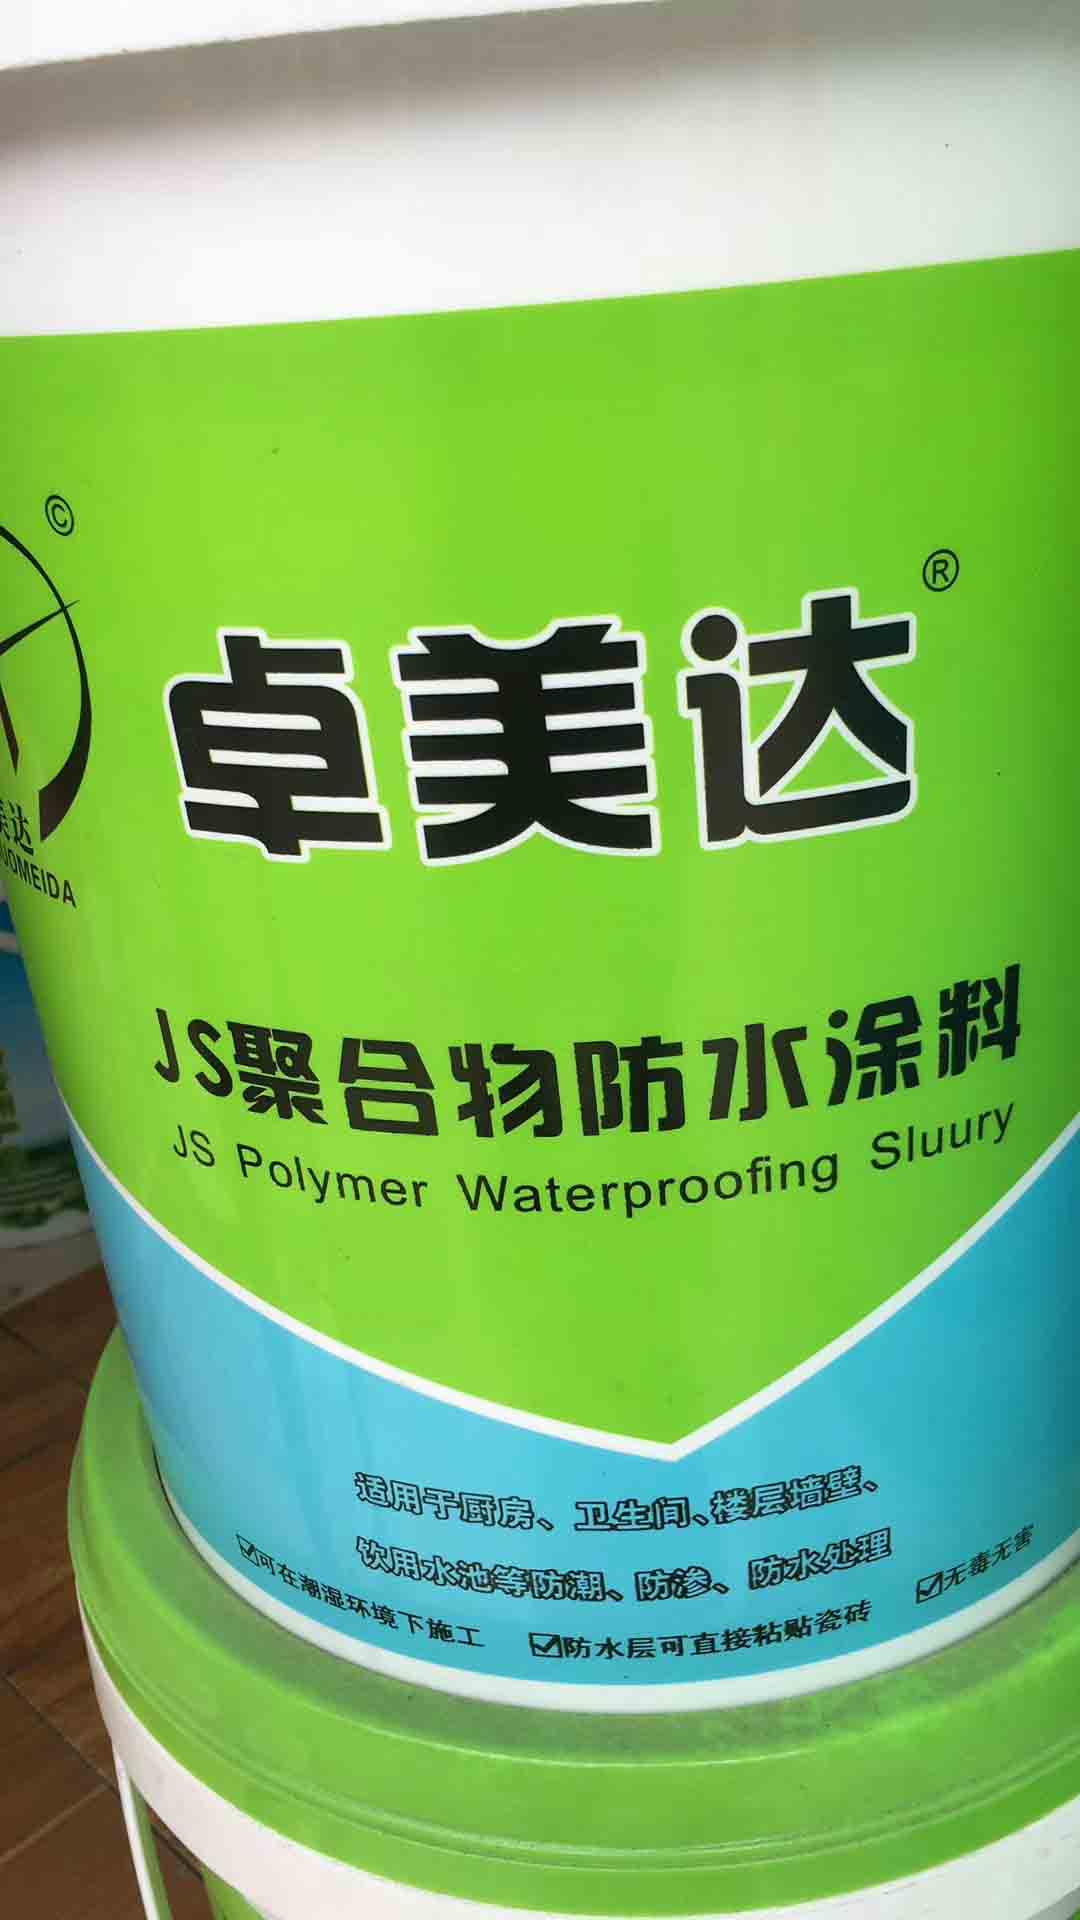 ©
®
卓美达
美达
UOMEIDA
JS聚合物防水涂料
JS Polymer Waterproofing Sluury
适用于厨房、卫生间、楼层墙壁、
饮用水池等防潮、防渗、防水处理
☑可在潮湿环境下施工 ☑防水层可直接粘贴瓷砖 ☑无毒无害